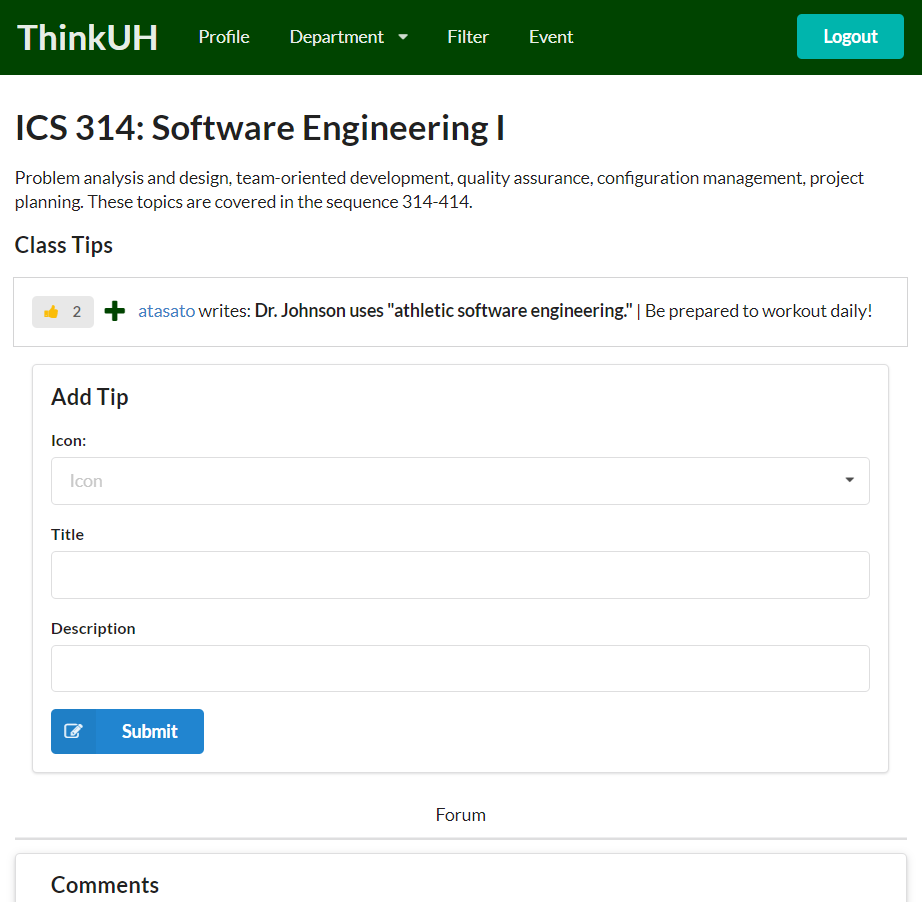 ThinkUH Profile Department Filter Event Logout
ICS 314: Software Engineering I
Problem analysis and design, team-oriented development, quality assurance, configuration management, project
planning. These topics are covered in the sequence 314-414.
Class Tips
2 atasato writes: Dr. Johnson uses "athletic software engineering." | Be prepared to workout daily!
Add Tip
Icon:
Icon
Title
Description
Submit
Forum
Comments